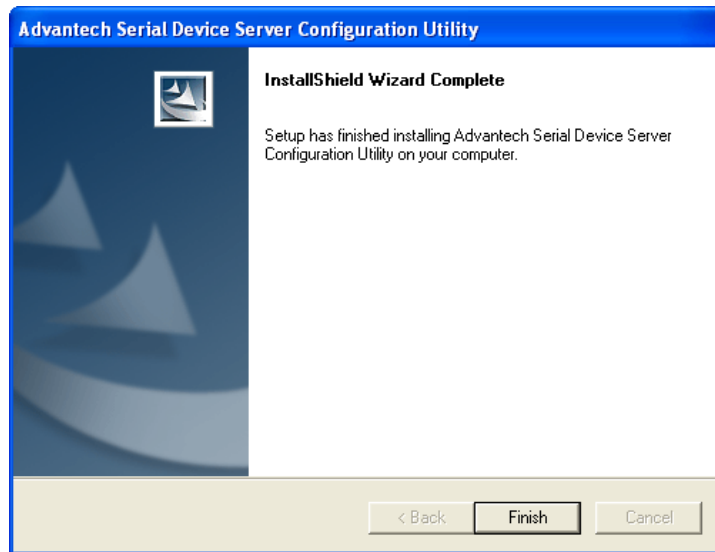 Advantech Serial Device Server Configuration Utility
InstallShield Wizard Complete
Setup has finished installing Advantech Serial Device Server
Configuration Utility on your computer.
< Back
Finish
Cancel